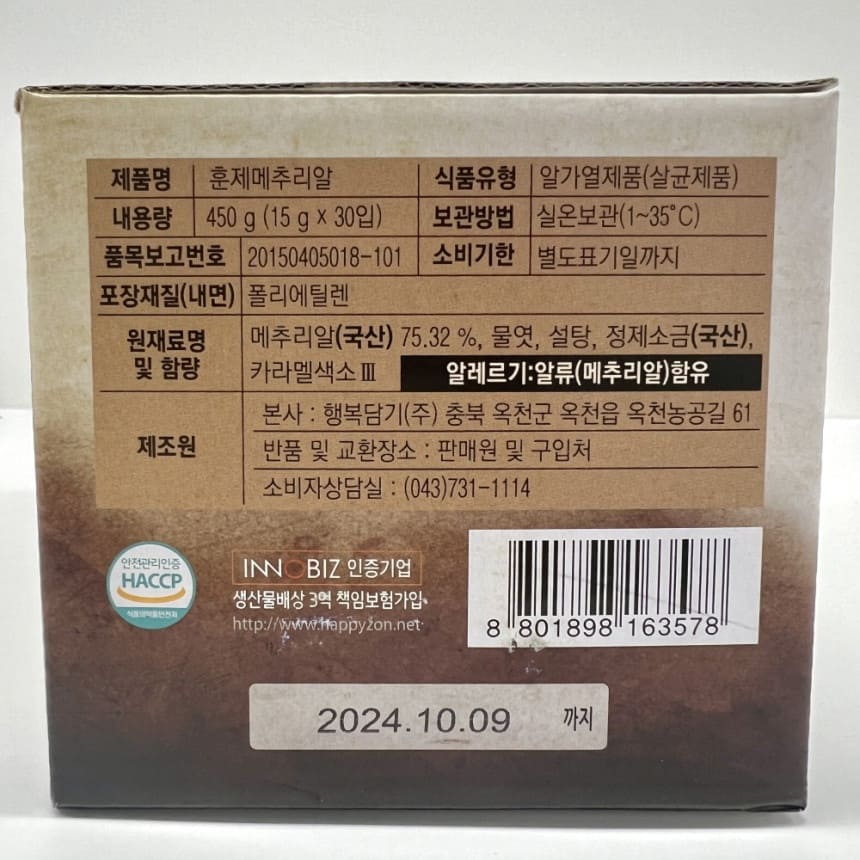 제품명 훈제메추리알 식품유형 알가열제품(살균제품)
내용량 450 g (15 g x 30입) 보관방법 실온보관(1~35°C)
품목보고번호 20150405018-101 소비기한 별도표기일까지
포장재질(내면) 폴리에틸렌
원재료명 및 함량 메추리알(국산) 75.32 %, 물엿, 설탕, 정제소금(국산),
카라멜색소Ⅲ 알레르기:알류(메추리알)함유
제조원 본사 : 행복담기(주) 충북 옥천군 옥천읍 옥천농공길 61
반품 및 교환장소 : 판매원 및 구입처
소비자상담실 : (043)731-1114
안전관리인증
HACCP
식품의약품안전처
INNOBIZ 인증기업
생산물배상 3억 책임보험가입
http://www.happyzon.net
8 801898 163578
2024.10.09 까지